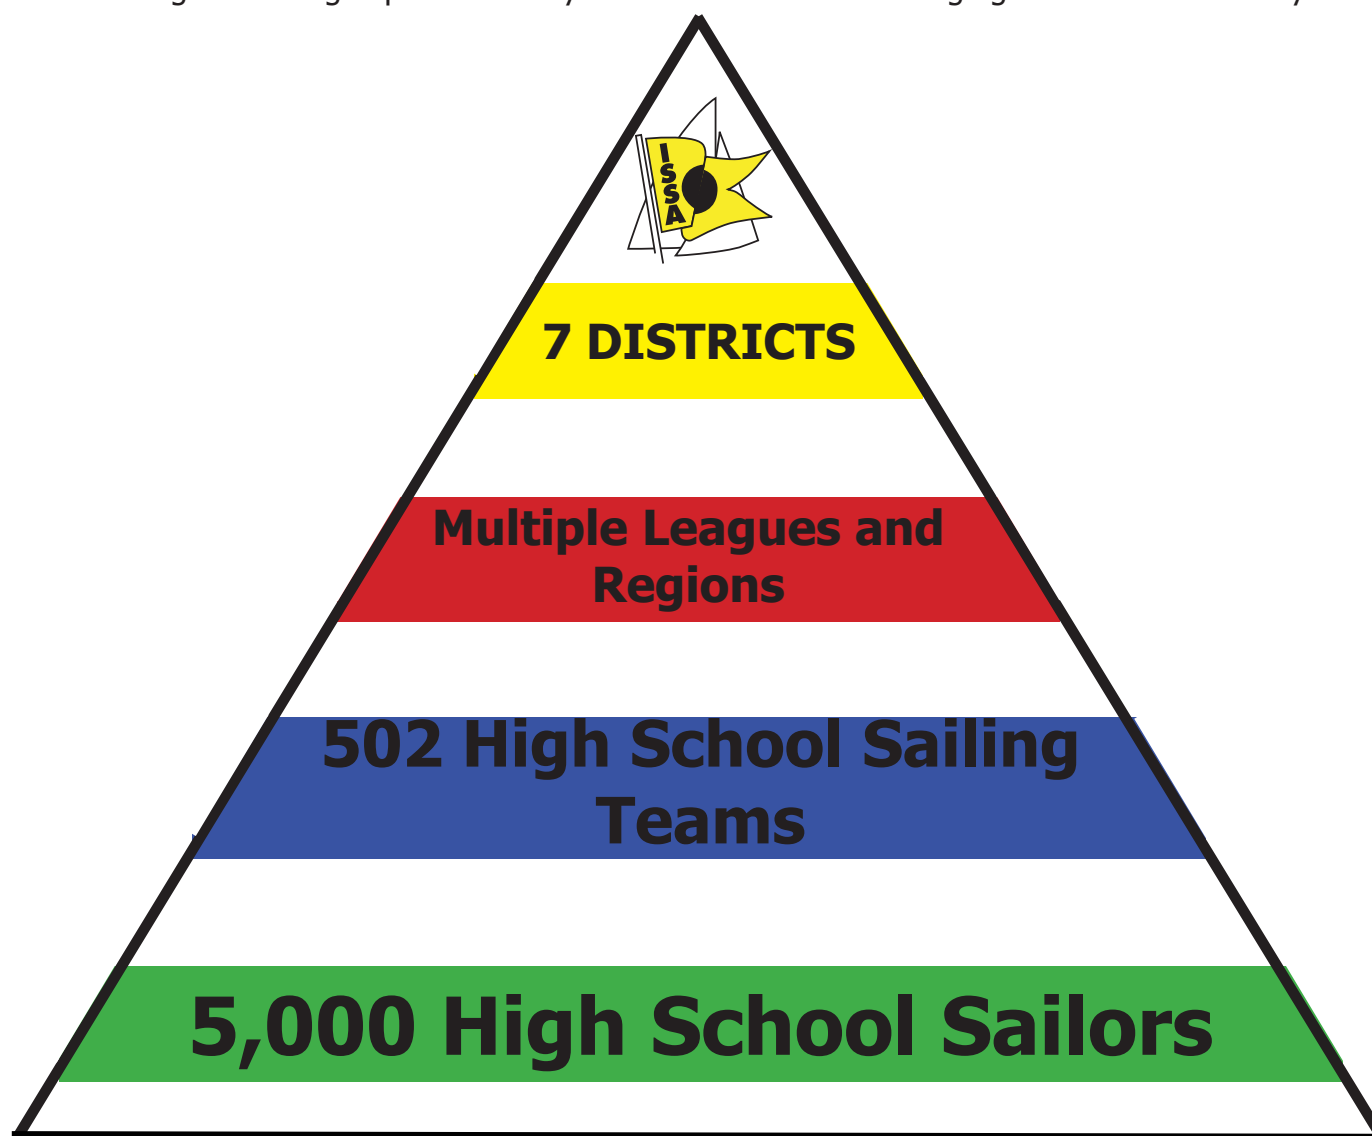 ISSA
7 DISTRICTS
Multiple Leagues and
Regions
502 High School Sailing
Teams
5,000 High School Sailors